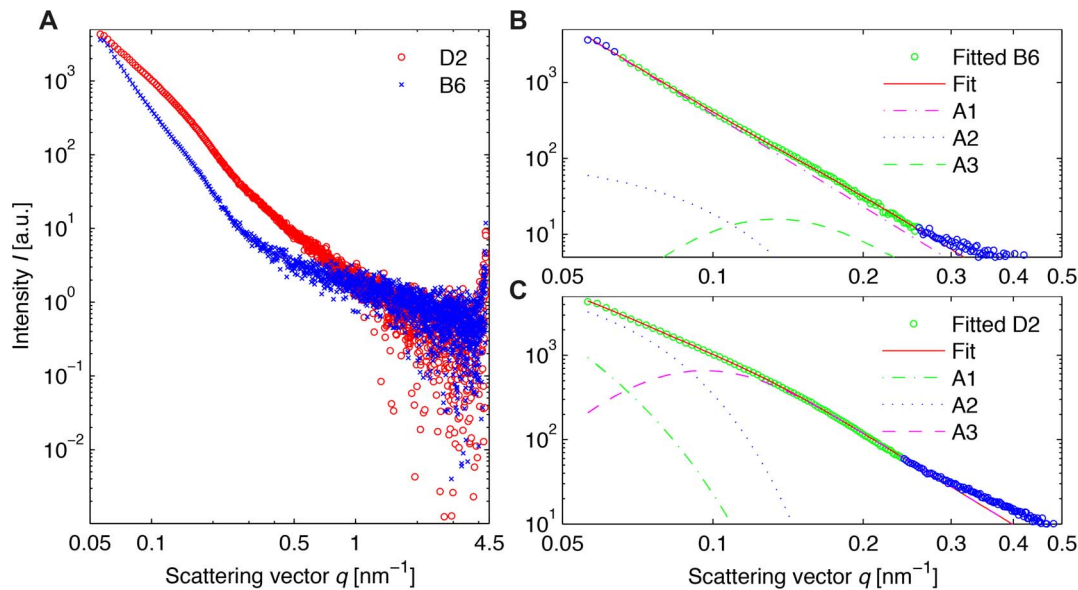 A
D2
B6
10³
10²
10¹
10⁰
10⁻¹
10⁻²
Intensity I [a.u.]
0.05
0.1
0.5
1
4.5
Scattering vector q [nm⁻¹]
B
Fitted B6
Fit
A1
A2
A3
10³
10²
10¹
0.05
0.1
0.2
0.3
0.4
0.5
C
Fitted D2
Fit
A1
A2
A3
10³
10²
10¹
0.05
0.1
0.2
0.3
0.4
0.5
Scattering vector q [nm⁻¹]